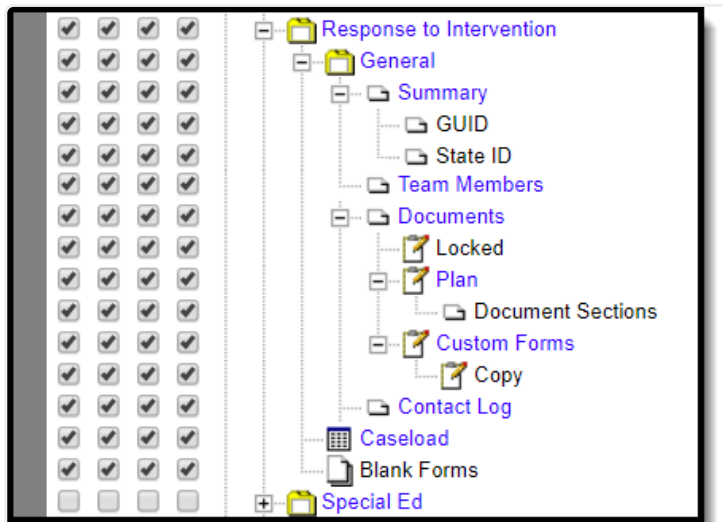 Response to Intervention
General
Summary
GUID
State ID
Team Members
Documents
Locked
Plan
Document Sections
Custom Forms
Copy
Contact Log
Caseload
Blank Forms
Special Ed